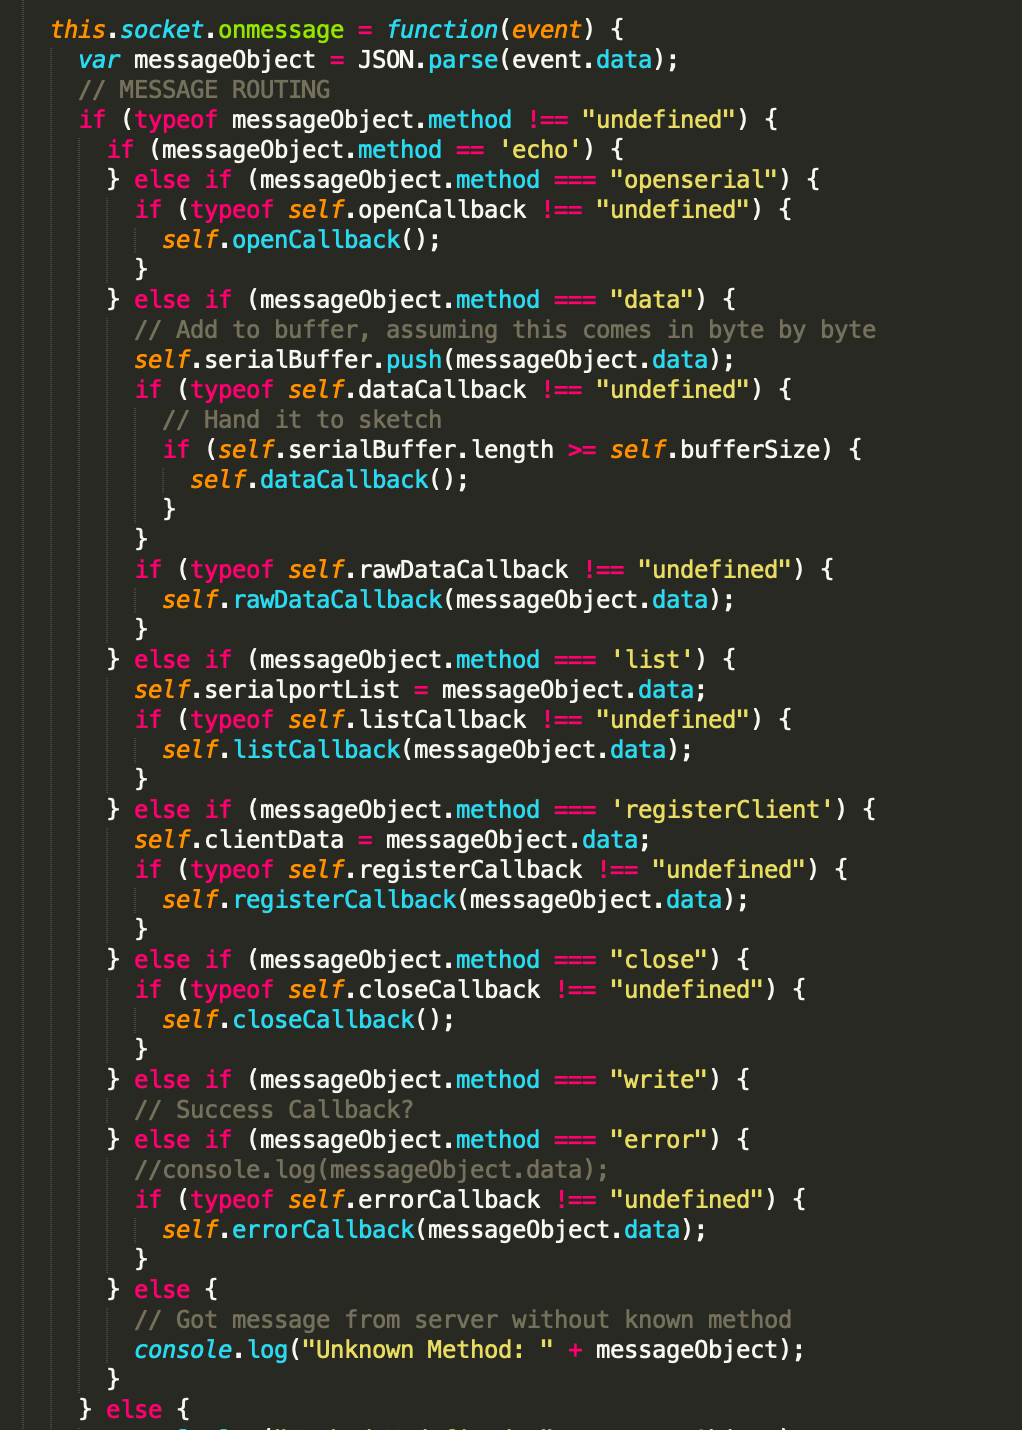 this.socket.onmessage = function(event) {
var messageObject = JSON.parse(event.data);
// MESSAGE ROUTING
if (typeof messageObject.method !== "undefined") {
if (messageObject.method == 'echo') {
} else if (messageObject.method === "openserial") {
if (typeof self.openCallback !== "undefined") {
self.openCallback();
}
} else if (messageObject.method === "data") {
// Add to buffer, assuming this comes in byte by byte
self.serialBuffer.push(messageObject.data);
if (typeof self.dataCallback !== "undefined") {
// Hand it to sketch
if (self.serialBuffer.length >= self.bufferSize) {
self.dataCallback();
}
}
if (typeof self.rawDataCallback !== "undefined") {
self.rawDataCallback(messageObject.data);
}
} else if (messageObject.method === 'list') {
self.serialportList = messageObject.data;
if (typeof self.listCallback !== "undefined") {
self.listCallback(messageObject.data);
}
} else if (messageObject.method === 'registerClient') {
self.clientData = messageObject.data;
if (typeof self.registerCallback !== "undefined") {
self.registerCallback(messageObject.data);
}
} else if (messageObject.method === "close") {
if (typeof self.closeCallback !== "undefined") {
self.closeCallback();
}
} else if (messageObject.method === "write") {
// Success Callback?
} else if (messageObject.method === "error") {
//console.log(messageObject.data);
if (typeof self.errorCallback !== "undefined") {
self.errorCallback(messageObject.data);
}
} else {
// Got message from server without known method
console.log("Unknown Method: " + messageObject);
}
} else {